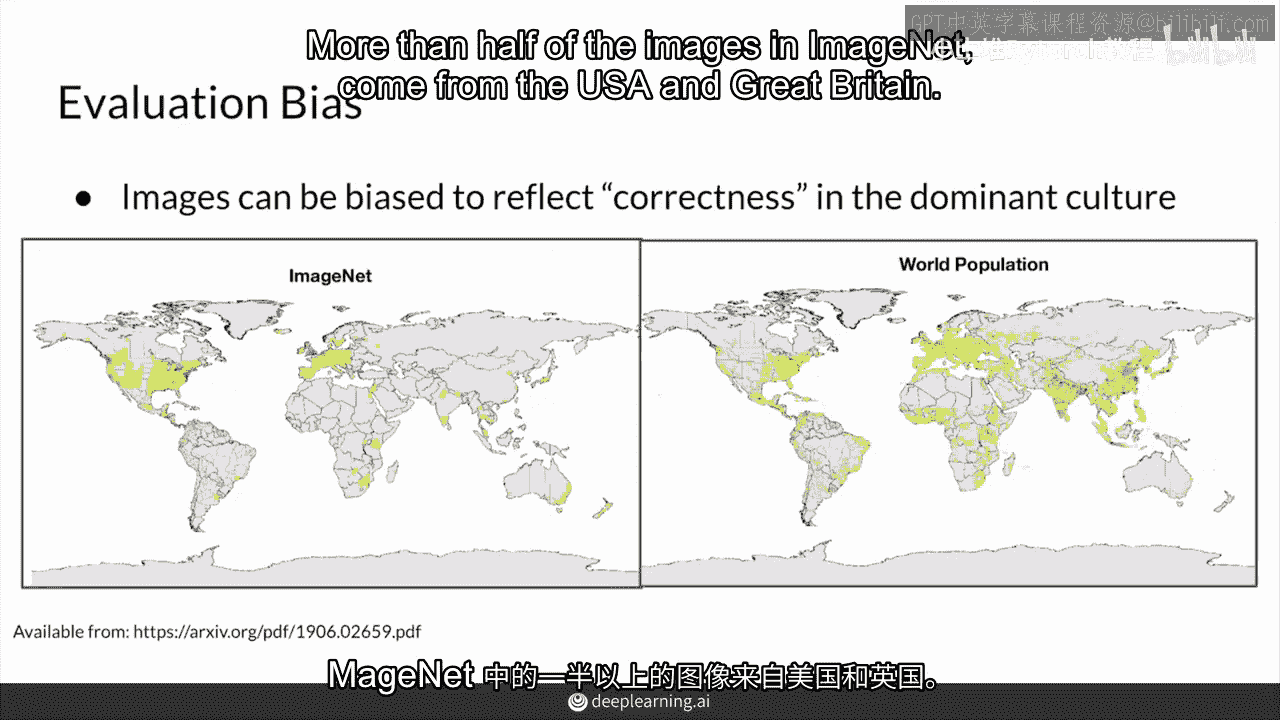 GPT中英字幕课程资源@bilibili.com
More than half of the images in ImageNet,
come from the USA and Great Britain.
bilibili
Evaluation Bias
● Images can be biased to reflect “correctness” in the dominant culture
ImageNet
World Population
Available from: https://arxiv.org/pdf/1906.02659.pdf
MageNet 中的一半以上的图像来自美国和英国。
deeplearning.ai